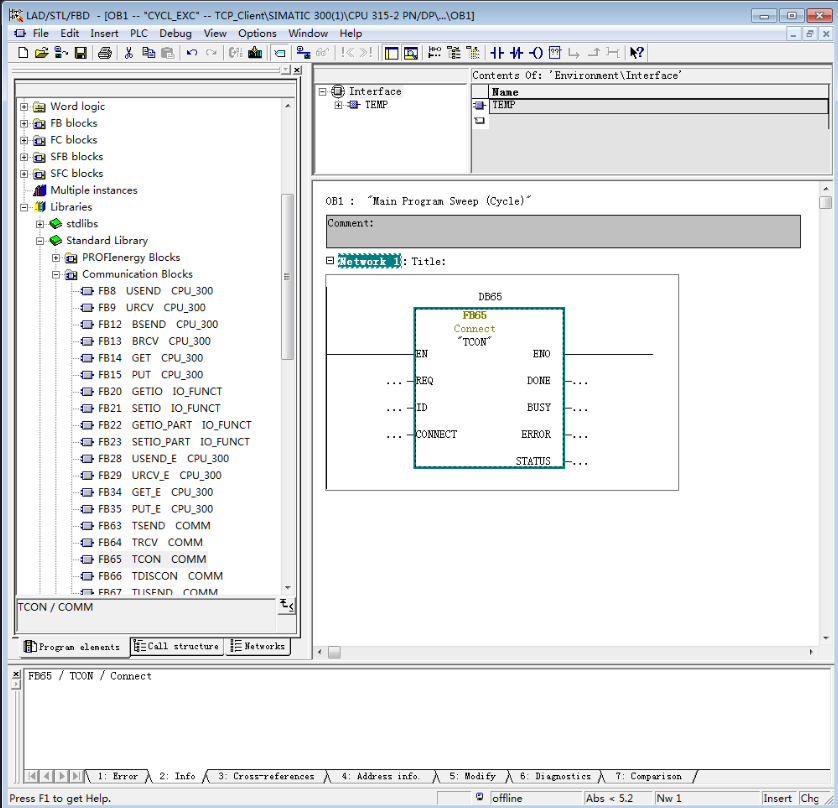 LAD/STL/FBD - [OB1 -- "CYCL_EXC" -- TCP_Client\SIMATIC 300(1)\CPU 315-2 PN/DP\...\OB1]
File Edit Insert PLC Debug View Options Window Help
Word logic
FB blocks
FC blocks
SFB blocks
SFC blocks
Multiple instances
Libraries
stdlibs
Standard Library
PROFIenergy Blocks
Communication Blocks
FB8 USEND CPU_300
FB9 URCV CPU_300
FB12 BSEND CPU_300
FB13 BRCV CPU_300
FB14 GET CPU_300
FB15 PUT CPU_300
FB20 GETIO IO_FUNCT
FB21 SETIO IO_FUNCT
FB22 GETIO_PART IO_FUNCT
FB23 SETIO_PART IO_FUNCT
FB28 USEND_E CPU_300
FB29 URCV_E CPU_300
FB34 GET_E CPU_300
FB35 PUT_E CPU_300
FB63 TSEND COMM
FB64 TRCV COMM
FB65 TCON COMM
FB66 TDISCON COMM
FB67 TUSEND COMM
TCON / COMM
Program elements Call structure Networks
Interface
TEMP
Contents Of: 'Environment\Interface'
Name
TEMP
OB1 : "Main Program Sweep (Cycle)"
Comment:
Network 1: Title:
DB65
FB65
Connect
"TCON"
EN ENO
... REQ DONE ...
... ID BUSY ...
... CONNECT ERROR ...
STATUS ...
FB65 / TCON / Connect
1: Error 2: Info 3: Cross-references 4: Address info. 5: Modify 6: Diagnostics 7: Comparison
Press F1 to get Help. offline Abs < 5.2 Nw 1 Insert Chg